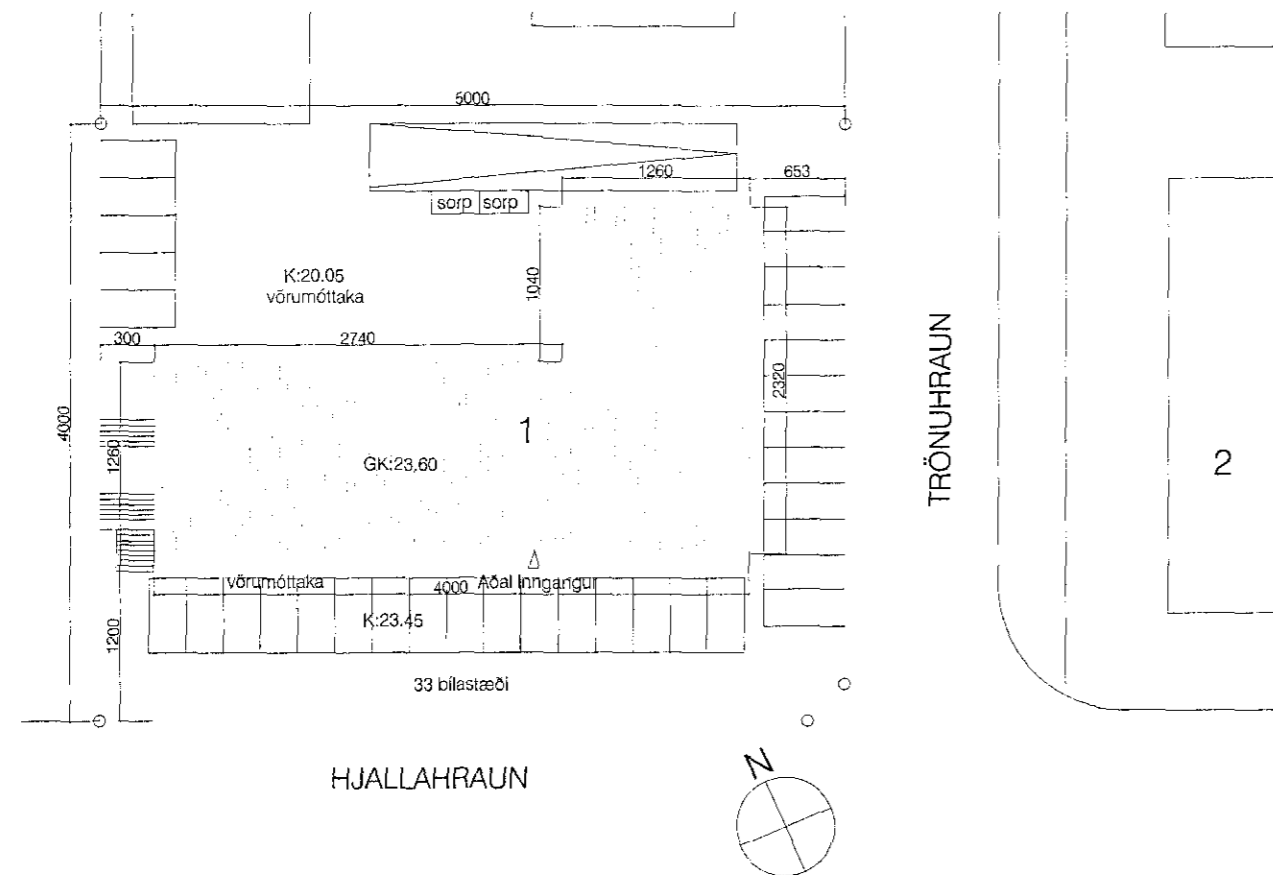 5000
1260
653
sorp
sorp
K:20.05
vörumóttaka
1040
300
2740
2320
4000
1260
1
GK:23.60
TRÖNUHRAUN
2
vörumóttaka
4000
Aðal inngangur
K:23.45
1200
33 bílastæði
HJALLAHRAUN
N